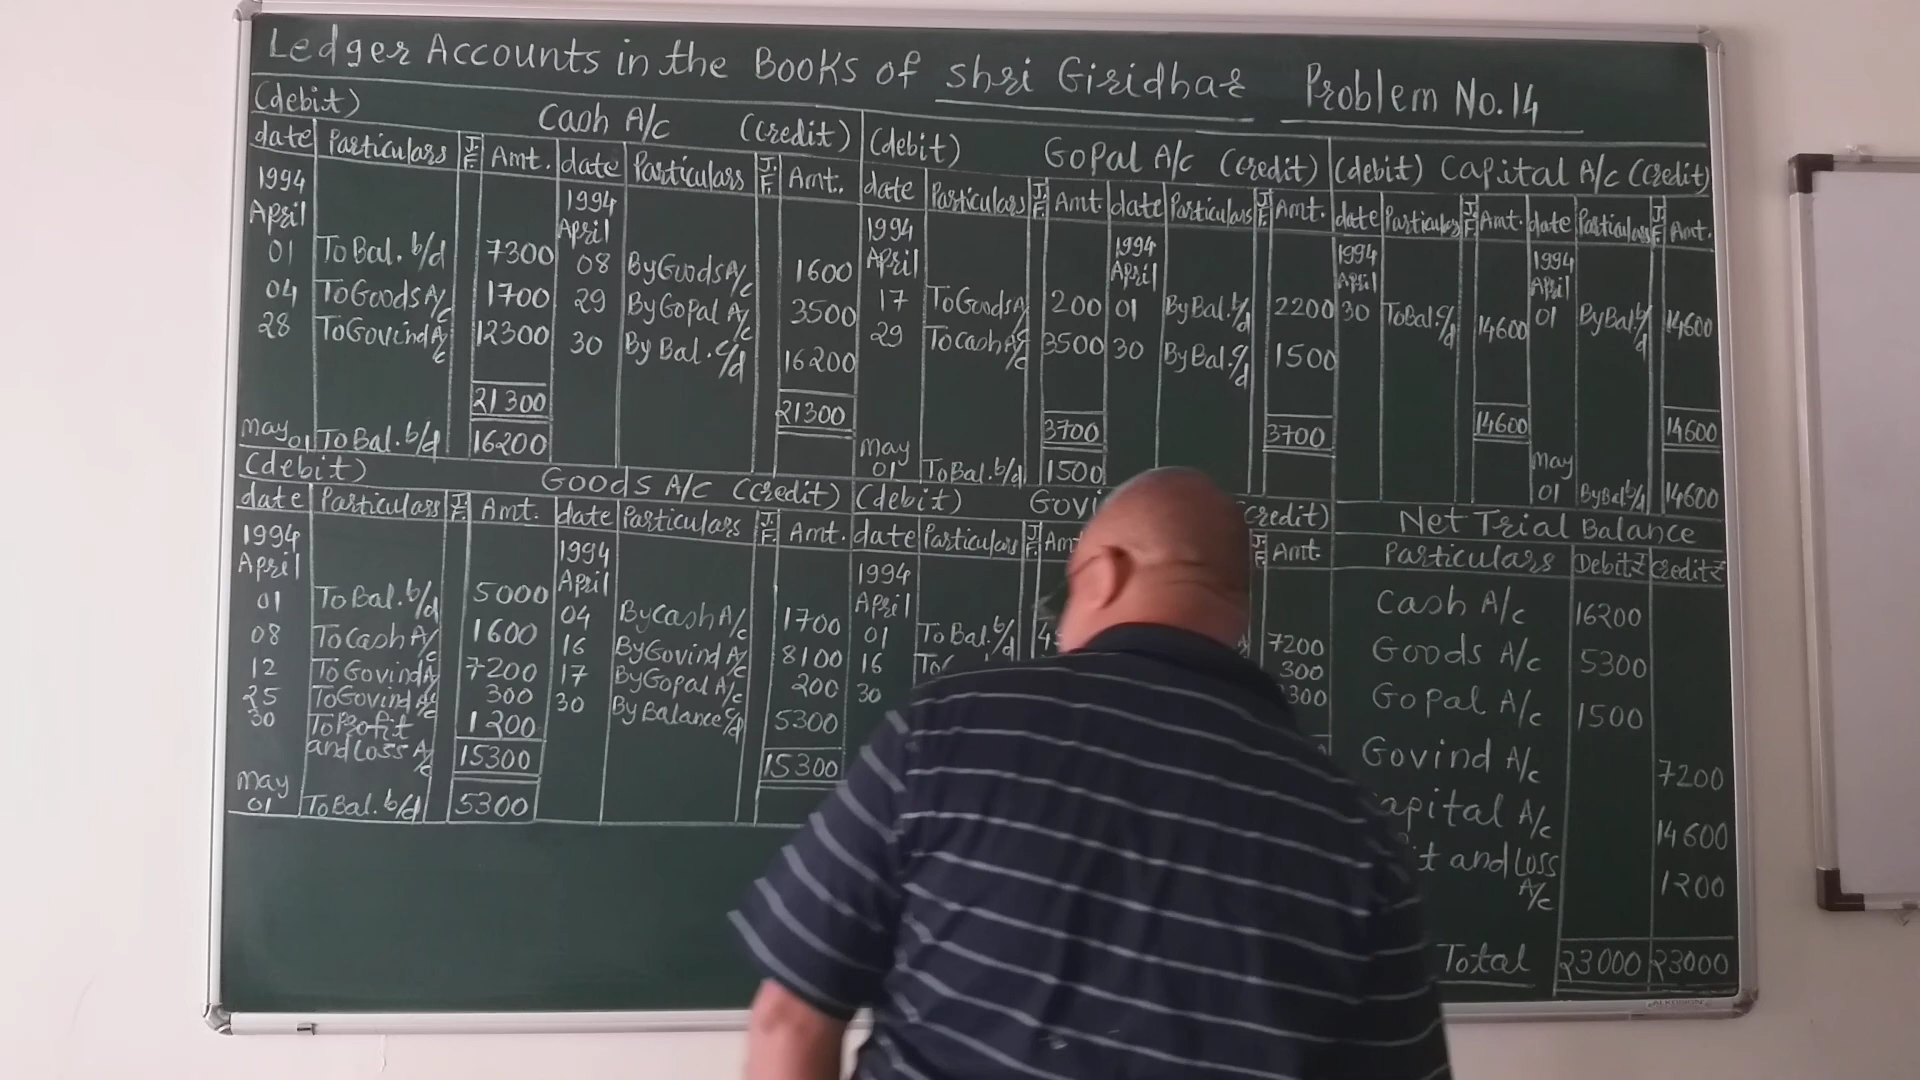 Ledger Accounts in the Books of Shri Giridhar Problem No. 14
(debit) Cash A/c (credit)
date Particulars J.F. Amt. date Particulars J.F. Amt.
1994 April 1994 April
01 To Bal. b/d 7300 08 By Goods A/c 1600
04 To Goods A/c 1700 29 By Gopal A/c 3500
28 To Govind A/c 12300 30 By Bal. c/d 16200
21300 21300
May 01 To Bal. b/d 16200
(debit) Gopal A/c (credit)
date Particulars J.F. Amt date Particulars J.F. Amt.
1994 April 1994 April
17 To Goods A/c 200 01 By Bal. b/d 2200
29 To Cash A/c 3500 30 By Bal. c/d 1500
3700 3700
May 01 To Bal. b/d 1500
(debit) Capital A/c (credit)
date Particulars J.F. Amt. date Particulars J.F. Amt.
1994 April 1994 April
30 To Bal. c/d 14600 01 By Bal. b/d 14600
14600 14600
May 01 By Bal b/d 14600
(debit) Goods A/c (credit)
date Particulars J.F. Amt. date Particulars J.F. Amt.
1994 April 1994 April
01 To Bal. b/d 5000 04 By Cash A/c 1700
08 To Cash A/c 1600 16 By Govind A/c 8100
12 To Govind A/c 7200 17 By Gopal A/c 200
25 To Govind A/c 300 30 By Balance c/d 5300
30 To Profit and Loss A/c 1200
15300 15300
May 01 To Bal. b/d 5300
(debit) credit)
date Particulars J.F. J.F. Amt.
1994 April
01 To Bal. b/d 7200
16 300
30
Net Trial Balance
Particulars Debit ₹ Credit ₹
Cash A/c 16200
Goods A/c 5300
Gopal A/c 1500
Govind A/c 7200
apital A/c 14600
it and Loss A/c 1200
Total 23000 23000